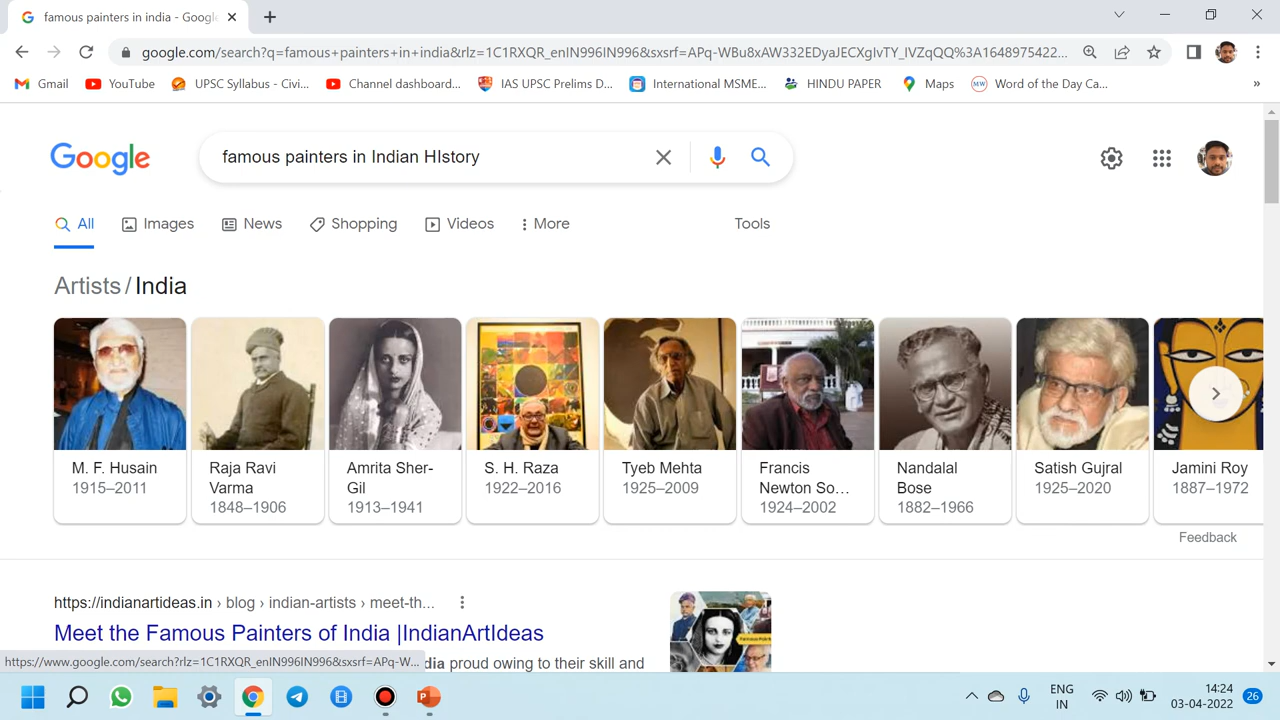 famous painters in india - Googl
google.com/search?q=famous+painters+in+india&rlz=1C1RXQR_enIN996IN996&sxsrf=APq-WBu8xAW332EDyaJECXgIvTY_IVZqQQ%3A1648975422...
Gmail YouTube UPSC Syllabus - Civi... Channel dashboard... IAS UPSC Prelims D... International MSME... HINDU PAPER Maps Word of the Day Ca... »
Google famous painters in Indian HIstory
All Images News Shopping Videos More Tools
Artists / India
M. F. Husain
1915–2011
Raja Ravi
Varma
1848–1906
Amrita Sher-
Gil
1913–1941
S. H. Raza
1922–2016
Tyeb Mehta
1925–2009
Francis
Newton So...
1924–2002
Nandalal
Bose
1882–1966
Satish Gujral
1925–2020
Jamini Roy
1887–1972
Feedback
https://indianartideas.in › blog › indian-artists › meet-th...
Meet the Famous Painters of India |IndianArtIdeas
https://www.google.com/search?rlz=1C1RXQR_enIN996IN996&sxsrf=APq-W... dia proud owing to their skill and
ENG
IN
14:24
03-04-2022
26